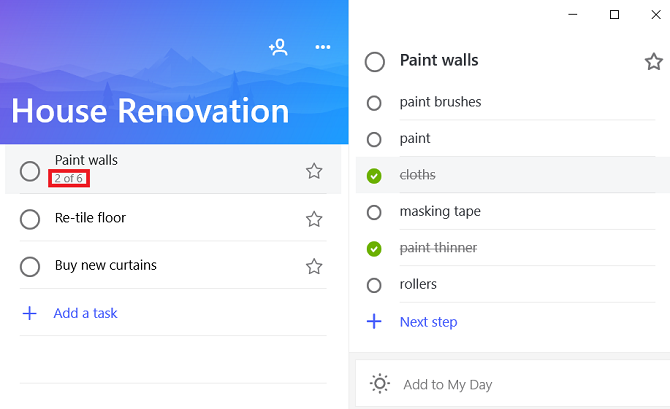 House Renovation
Paint walls
2 of 6
Re-tile floor
Buy new curtains
Add a task
Paint walls
paint brushes
paint
cloths
masking tape
paint thinner
rollers
Next step
Add to My Day